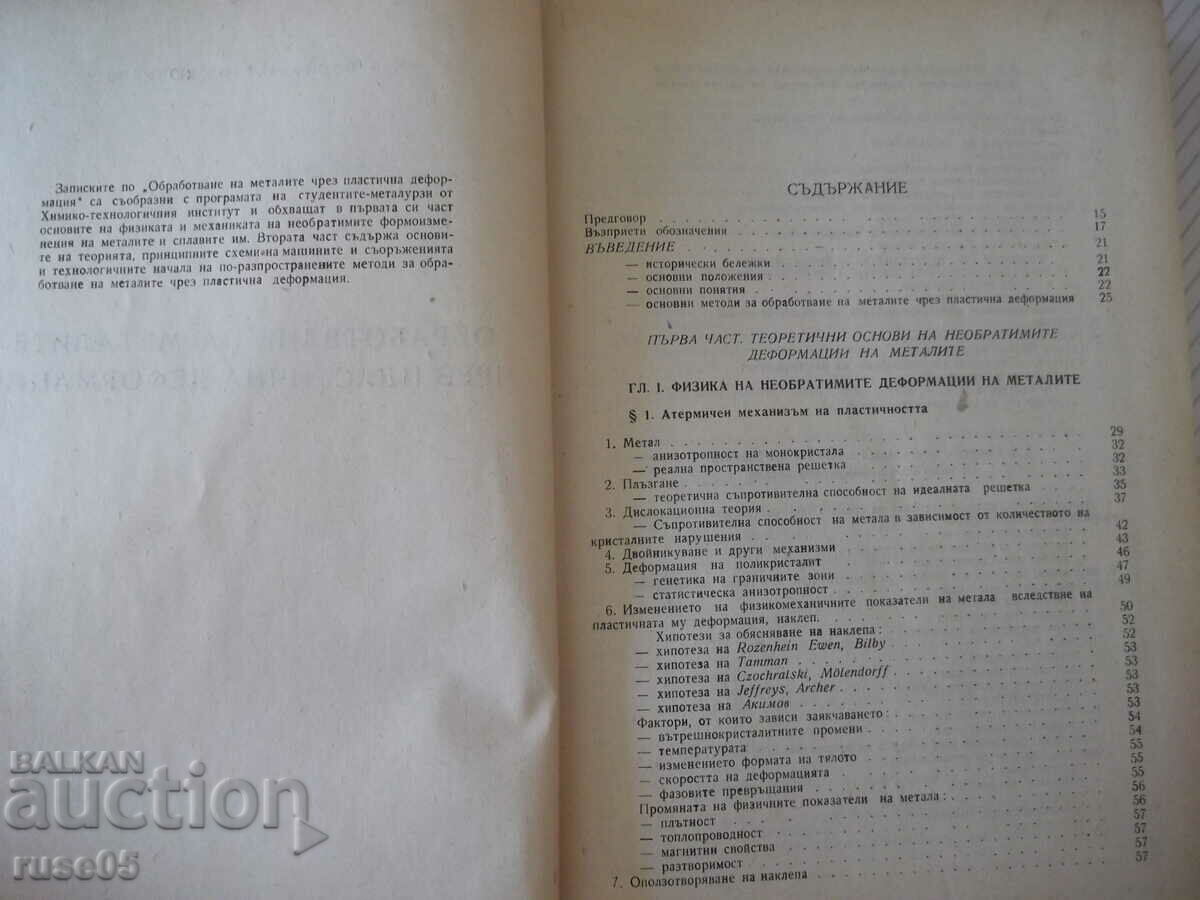 Записките по „Обработване на металите чрез пластична дефор-
мация“ са съобразни с програмата на студентите-металурзи от
Химико-технологичния институт и обхващат в първата си част
основите на физиката и механиката на необратимите формоизме-
нения на металите и сплавите им. Втората част съдържа основи-
те на теорията, принципните схеми на машините и съоръженията
и технологичните начала на по-разпространените методи за обра-
ботване на металите чрез пластична деформация.
СЪДЪРЖАНИЕ
Предговор 15
Възприети обозначения 17
ВЪВЕДЕНИЕ 21
— исторически бележки 21
— основни положения 22
— основни понятия 22
— основни методи за обработване на металите чрез пластична деформация 25
ПЪРВА ЧАСТ. ТЕОРЕТИЧНИ ОСНОВИ НА НЕОБРАТИМИТЕ
ДЕФОРМАЦИИ НА МЕТАЛИТЕ
ГЛ. I. ФИЗИКА НА НЕОБРАТИМИТЕ ДЕФОРМАЦИИ НА МЕТАЛИТЕ
§ 1. Атермичен механизъм на пластичността
1. Метал 29
— анизотропност на монокристала 32
— реална пространствена решетка 32
2. Плъзгане 33
— теоретична съпротивителна способност на идеалната решетка 35
3. Дислокационна теория 37
— Съпротивителна способност на метала в зависимост от количеството на
кристалните нарушения 42
4. Двойникуване и други механизми 43
5. Деформация на поликристалит 46
— генетика на граничните зони 47
— статистическа анизотропност 49
6. Изменението на физикомеханичните показатели на метала вследствие на
пластичната му деформация, наклеп. 50
Хипотези за обясняване на наклепа: 52
— хипотеза на Rozenhein Ewen, Bilby 52
— хипотеза на Tamman 53
— хипотеза на Czochralski, Mölendorff 53
— хипотеза на Jeffreys, Archer 53
— хипотеза на Акимов 53
Фактори, от които зависи заякчаването: 53
— вътрешнокристалитните промени 54
— температурата 54
— изменението формата на тялото 55
— скоростта на деформацията 55
— фазовите превръщания 55
Промяната на физичните показатели на метала: 56
— плътност 56
— топлопроводност 57
— магнитни свойства 57
— разтворимост 57
7. Оползотворяване на наклепа 57
BALKAN
auction
ruse05